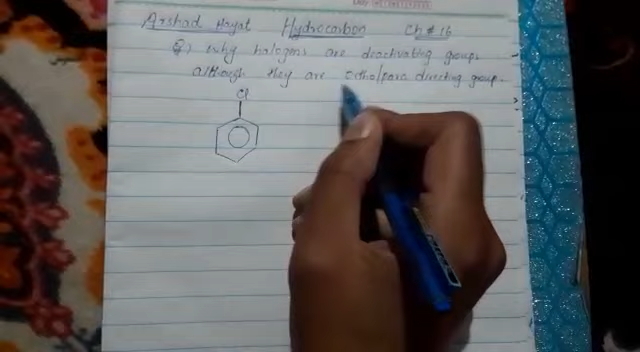 Arshad Hayat Hydrocarbon Ch # 16
Q:) why halogens are deactivating groups
although they are ortho/para directing group.
Cl